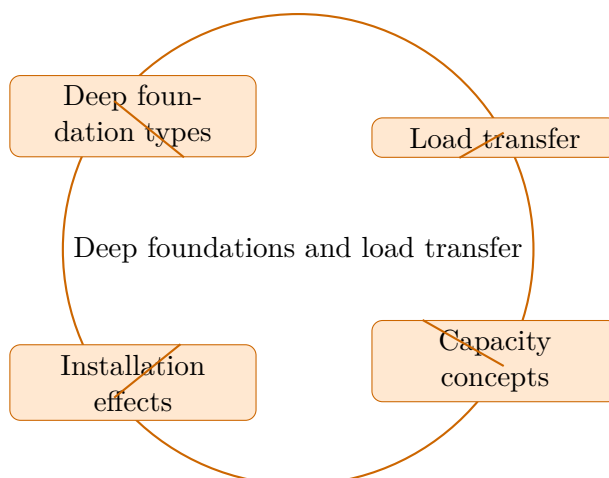 Deep foun-
dation types
Load transfer
Deep foundations and load transfer
Installation
effects
Capacity
concepts